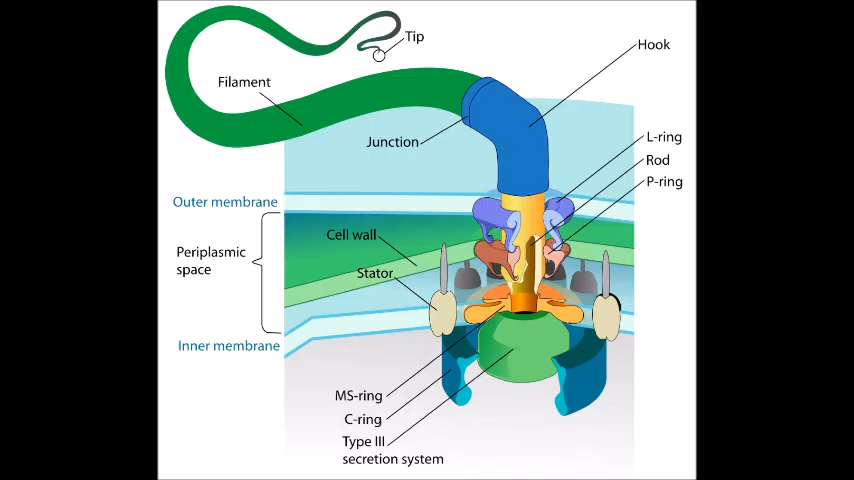 Tip
Hook
Filament
L-ring
Junction
Rod
P-ring
Outer membrane
Cell wall
Periplasmic
space
Stator
Inner membrane
MS-ring
C-ring
Type III
secretion system